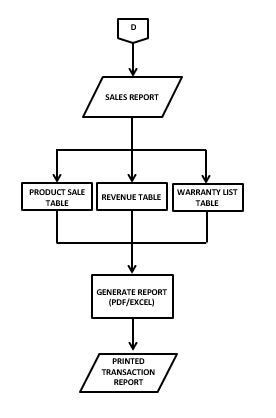 D
SALES REPORT
PRODUCT SALE
TABLE
REVENUE TABLE
WARRANTY LIST
TABLE
GENERATE REPORT
(PDF/EXCEL)
PRINTED
TRANSACTION
REPORT